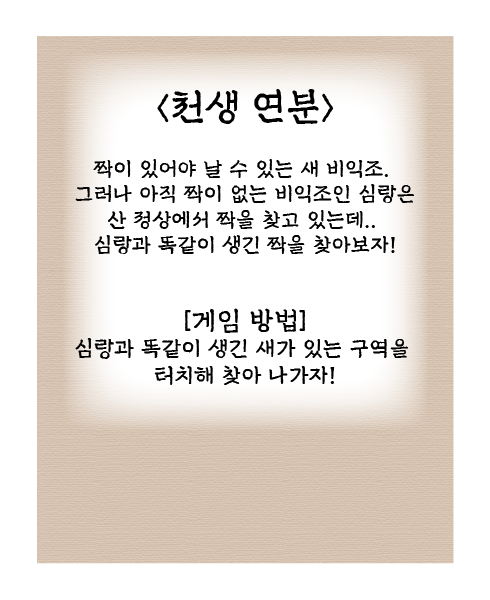 <천생 연분>
짝이 있어야 날 수 있는 새 비익조.
그러나 아직 짝이 없는 비익조인 심랑은
산 정상에서 짝을 찾고 있는데..
심랑과 똑같이 생긴 짝을 찾아보자!
[게임 방법]
심랑과 똑같이 생긴 새가 있는 구역을
터치해 찾아 나가자!